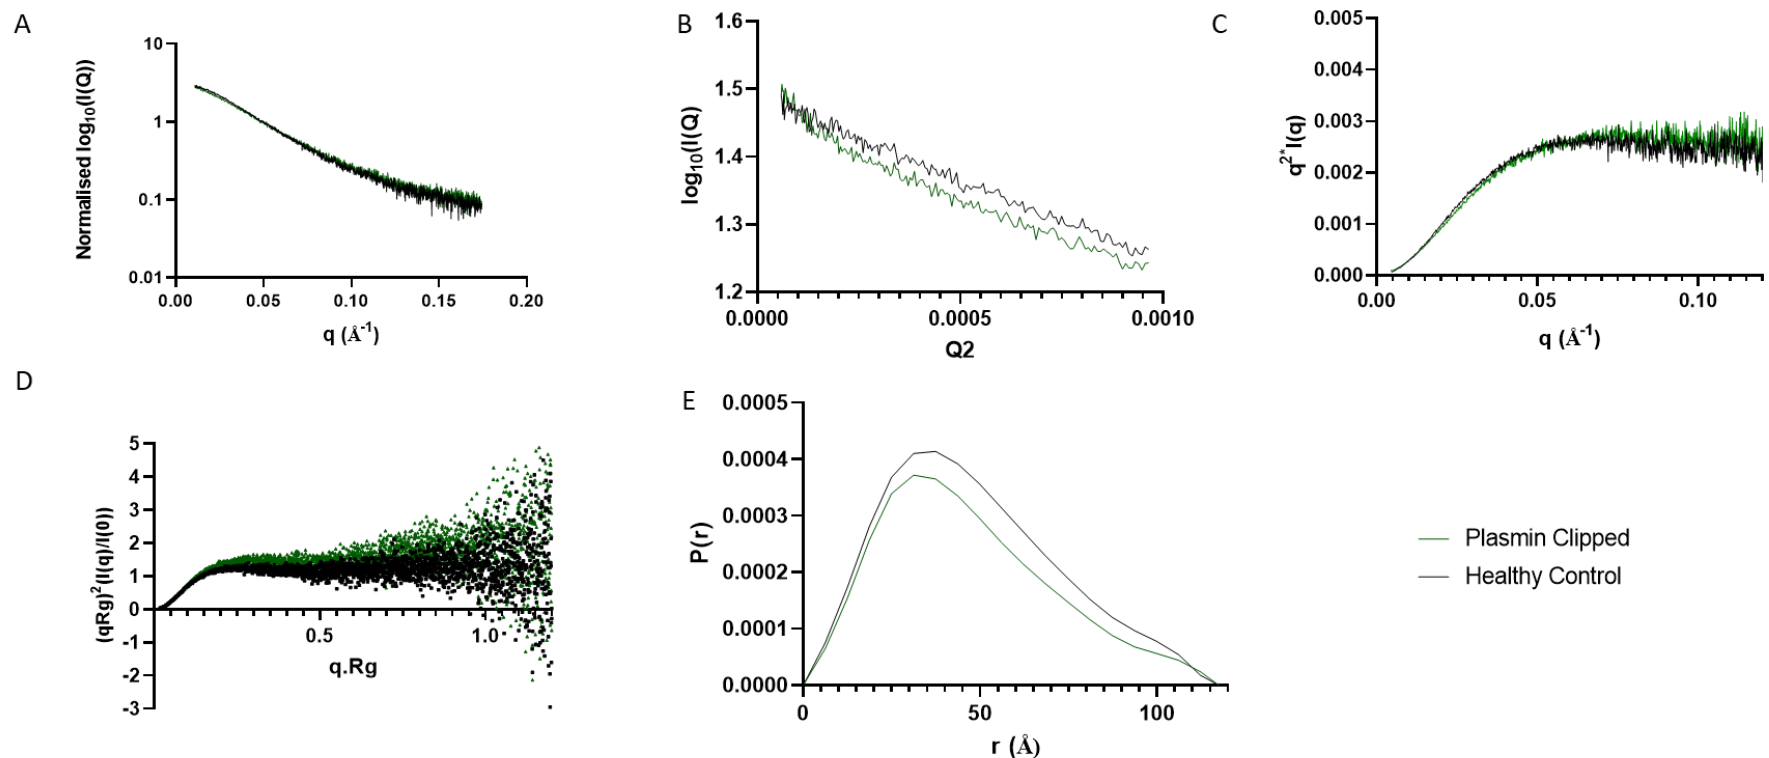 A
Normalised log10(I(Q))
10
1
0.1
0.01
0.00
0.05
0.10
0.15
0.20
q (Å-1)
B
log10(I(Q)
1.6
1.5
1.4
1.3
1.2
0.0000
0.0005
0.0010
Q2
C
q2*I(q)
0.005
0.004
0.003
0.002
0.001
0.000
0.00
0.05
0.10
q (Å-1)
D
(qRg)2(I(q)/I(0))
5
4
3
2
1
0
-1
-2
-3
0.5
1.0
q.Rg
E
P(r)
0.0005
0.0004
0.0003
0.0002
0.0001
0.0000
0
50
100
r (Å)
Plasmin Clipped
Healthy Control